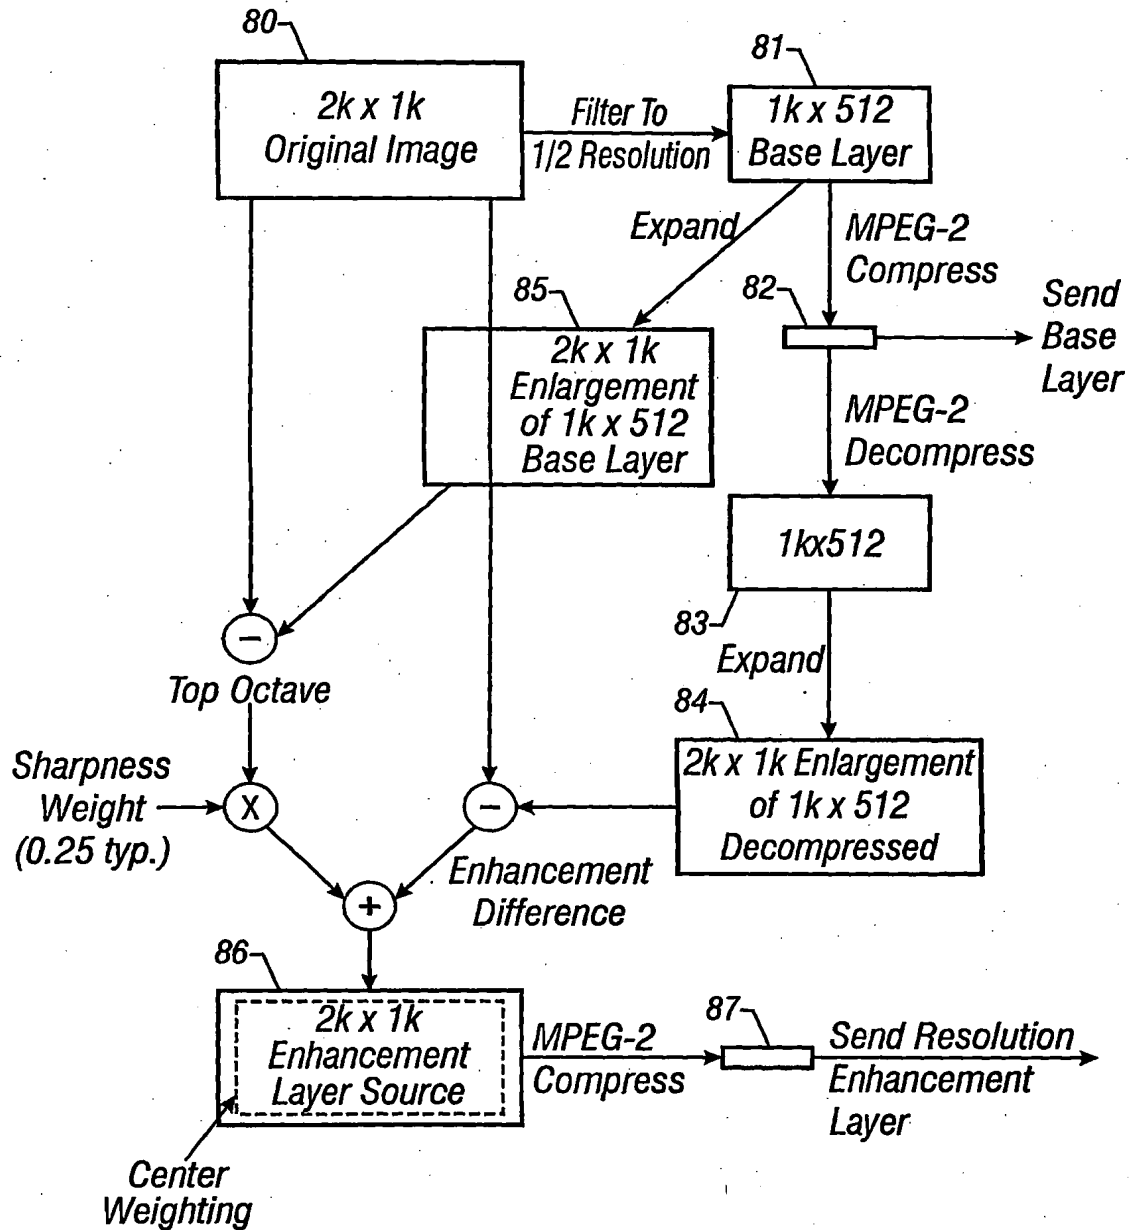 80
2k x 1k
Original Image
Filter To
1/2 Resolution
81
1k x 512
Base Layer
Expand
MPEG-2
Compress
82
Send
Base
Layer
85
2k x 1k
Enlargement
of 1k x 512
Base Layer
MPEG-2
Decompress
1kx512
83
Expand
–
Top Octave
84
2k x 1k Enlargement
of 1k x 512
Decompressed
Sharpness
Weight
(0.25 typ.)
X
–
Enhancement
Difference
+
86
2k x 1k
Enhancement
Layer Source
MPEG-2
Compress
87
Send Resolution
Enhancement
Layer
Center
Weighting